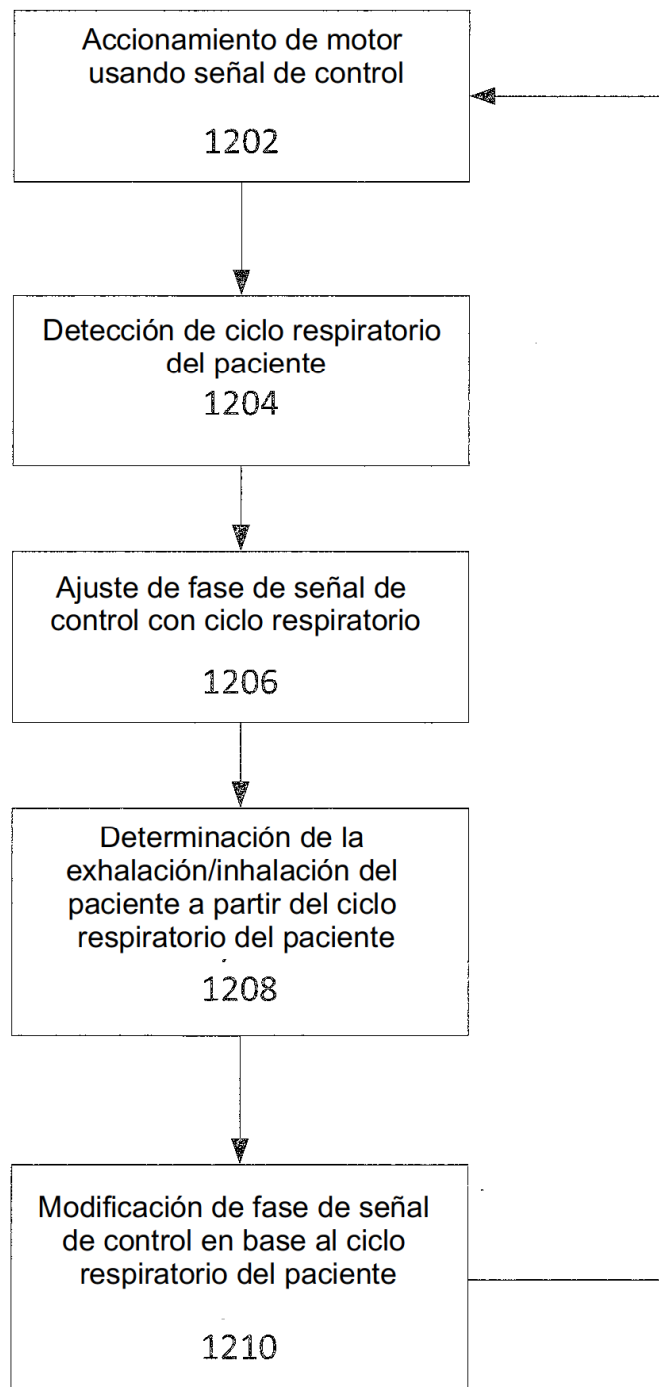 Accionamiento de motor
usando señal de control
1202
Detección de ciclo respiratorio
del paciente
1204
Ajuste de fase de señal de
control con ciclo respiratorio
1206
Determinación de la
exhalación/inhalación del
paciente a partir del ciclo
respiratorio del paciente
1208
Modificación de fase de señal
de control en base al ciclo
respiratorio del paciente
1210